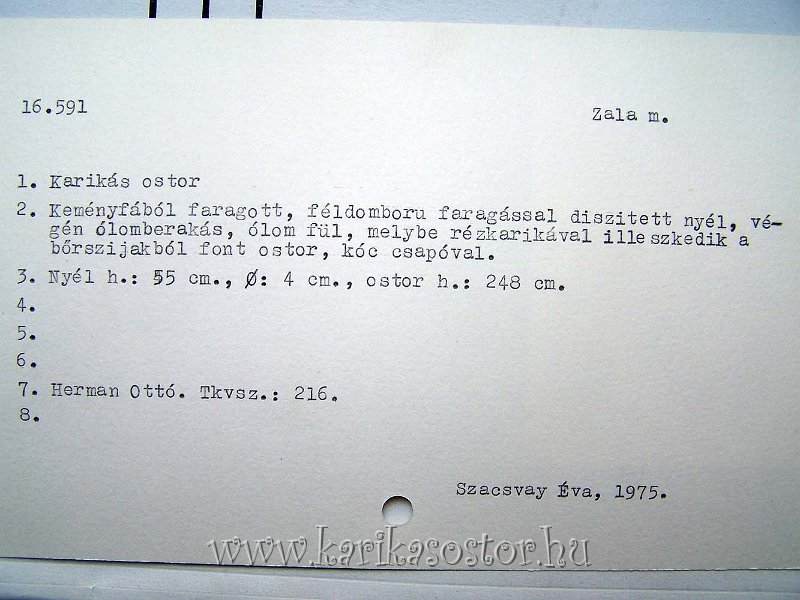 16.591
Zala m.
1. Karikás ostor
2. Keményfából faragott, féldomboru faragással diszitett nyél, vé-
gén ólomberakás, ólom fül, melybe rézkarikával illeszkedik a
bőrszijakból font ostor, kóc csapóval.
3. Nyél h.: 55 cm., Ø: 4 cm., ostor h.: 248 cm.
4.
5.
6.
7. Herman Ottó. Tkvsz.: 216.
8.
Szacsvay Éva, 1975.
www.karikasostor.hu